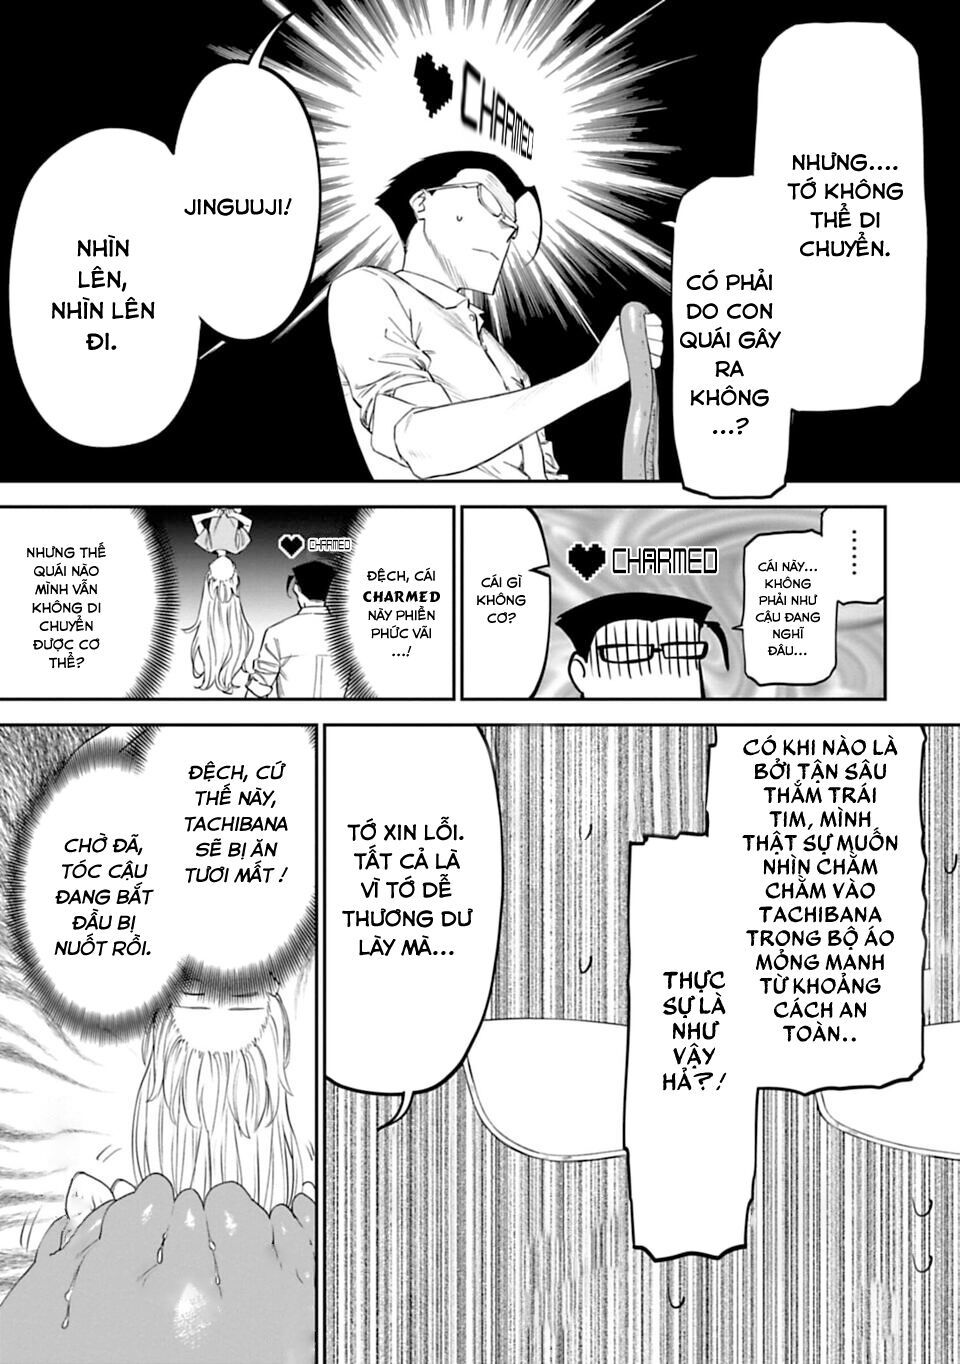 NHƯNG....
TỚ KHÔNG
THỂ DI
CHUYỂN.
CÓ PHẢI
DO CON
QUÁI GÂY
RA
KHÔNG
...?
CHARMED
JINGUUJI!
NHÌN
LÊN,
NHÌN LÊN
ĐI.
........
CÁI NÀY...
KHÔNG
PHẢI NHƯ
CẬU ĐANG
NGHĨ
ĐÂU...
CHARMED
CÁI GÌ
KHÔNG
CƠ?
ĐỆCH, CÁI
CHARMED
NÀY PHIỀN
PHỨC VÃI
...!
CHARMED
NHƯNG THẾ
QUÁI NÀO
MÌNH VẪN
KHÔNG DI
CHUYỂN
ĐƯỢC CƠ
THỂ?
CÓ KHI NÀO LÀ
BỞI TẬN SÂU
THẲM TRÁI
TIM, MÌNH
THẬT SỰ MUỐN
NHÌN CHẰM
CHẰM VÀO
TACHIBANA
TRONG BỘ ÁO
MỎNG MANH
TỪ KHOẢNG
CÁCH AN
TOÀN..
THỰC
SỰ LÀ
NHƯ
VẬY
HẢ?!
TỚ XIN LỖI.
TẤT CẢ LÀ
VÌ TỚ DỄ
THƯƠNG DƯ
LÀY MÀ...
ĐỆCH, CỨ
THẾ NÀY,
TACHIBANA
SẼ BỊ ĂN
TƯƠI MẤT!
CHỜ ĐÃ,
TÓC CẬU
ĐANG BẮT
ĐẦU BỊ
NUỐT RỒI.